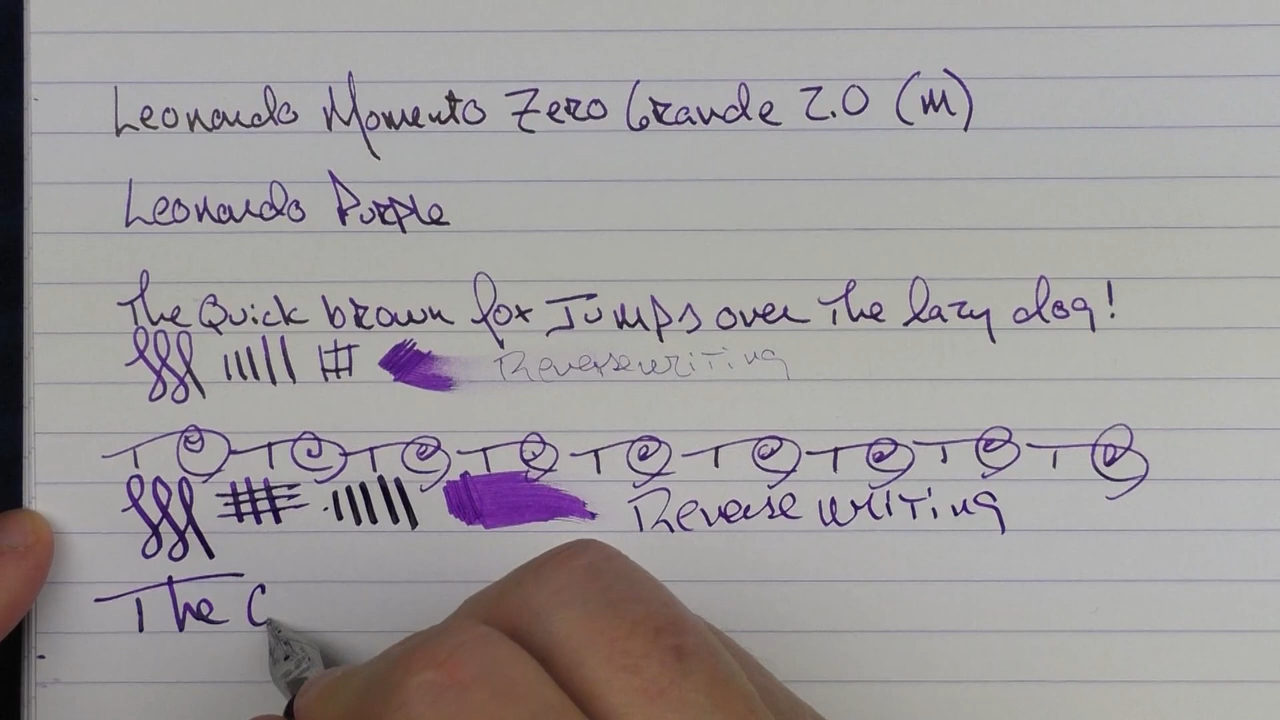 Leonardo Momento Zero Grande 2.0 (M)
Leonardo Purple
The Quick brown fox Jumps over The lazy dog!
Reverse writing
Reverse writing
The